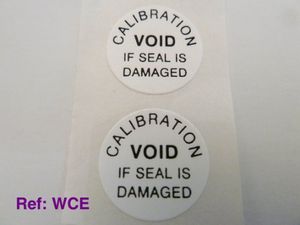 CALIBRATION
VOID
IF SEAL IS
DAMAGED
CALIBRATION
VOID
IF SEAL IS
DAMAGED
Ref: WCE